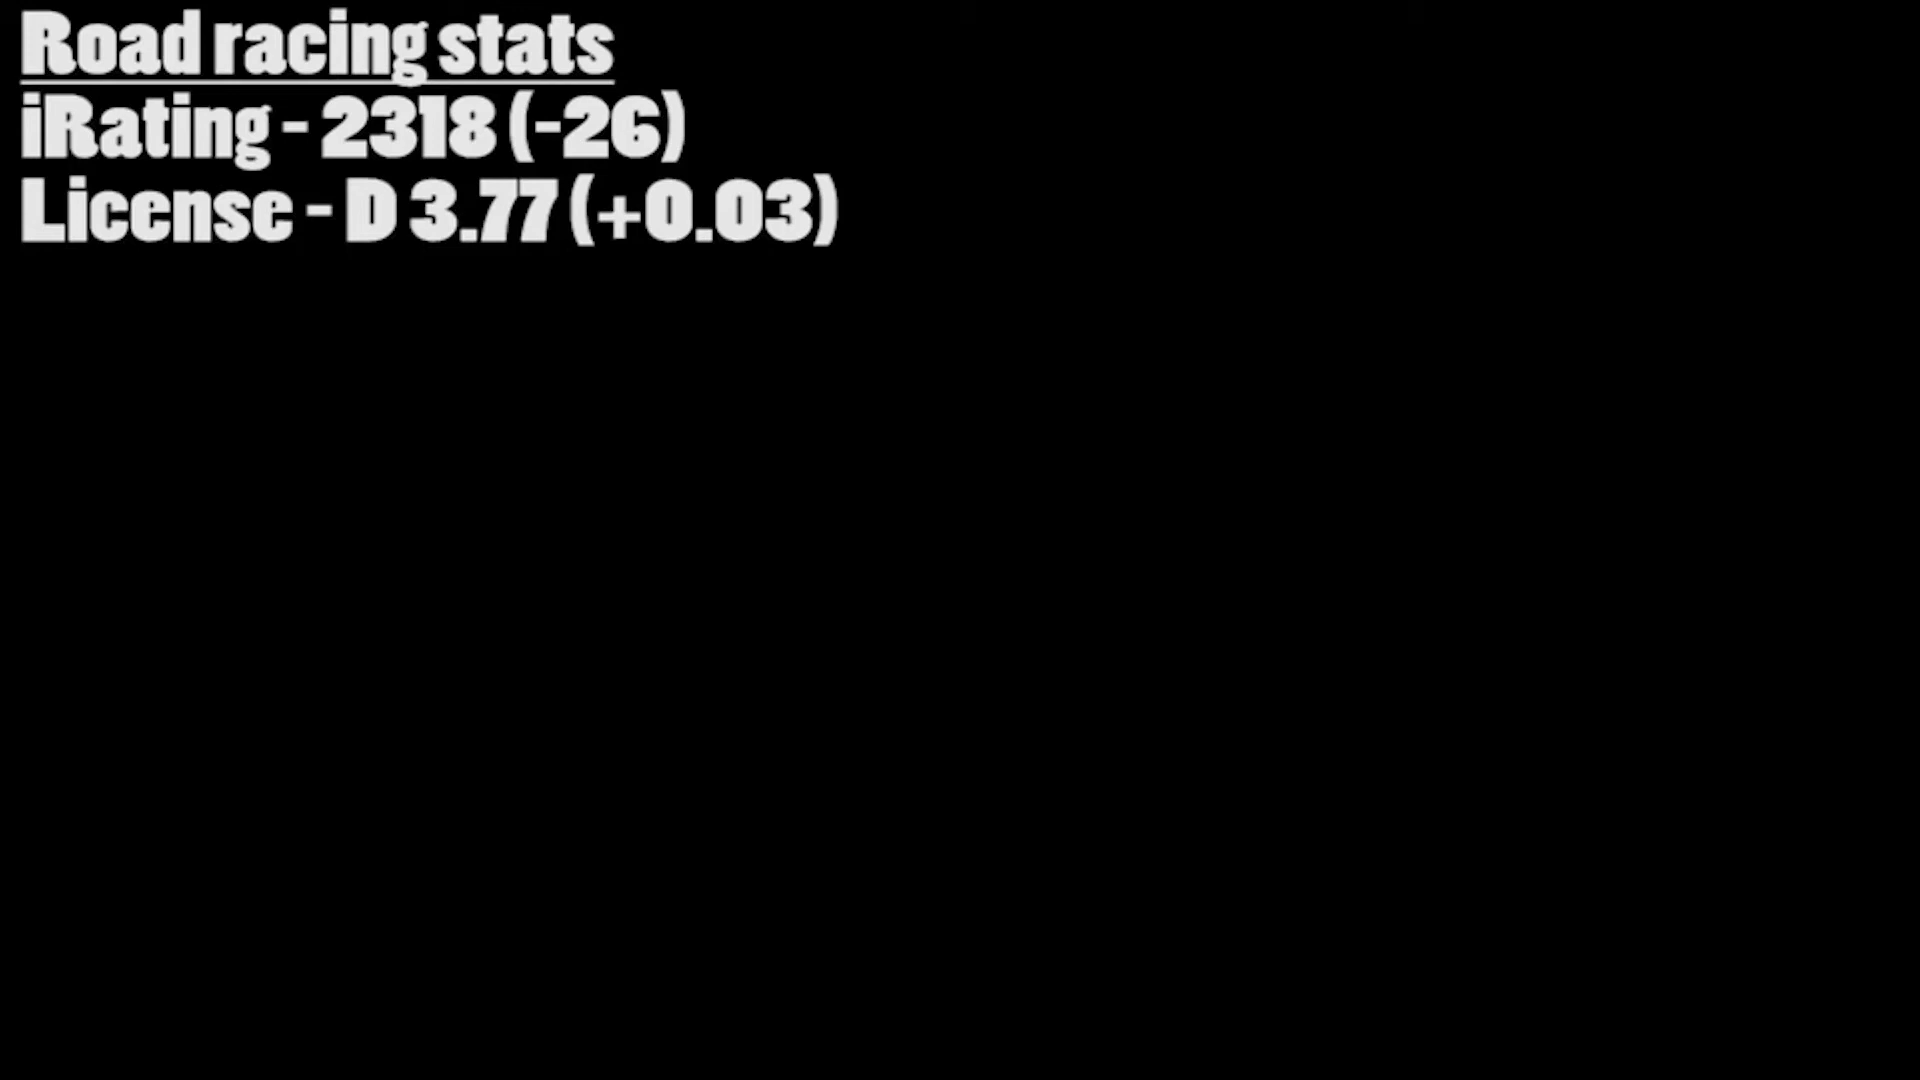 Road racing stats
iRating - 2318 (-26)
License - D 3.77 (+0.03)